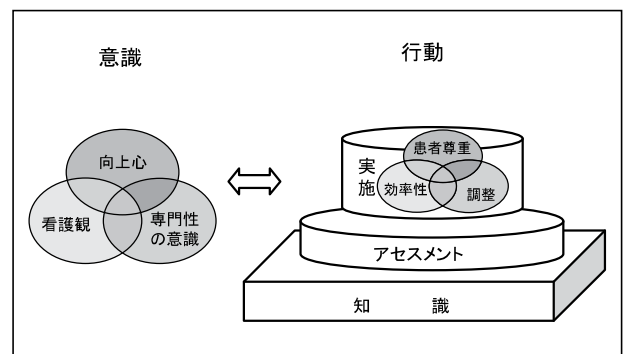 意識
行動
向上心
看護観
専門性
の意識
実施
患者尊重
効率性
調整
アセスメント
知識